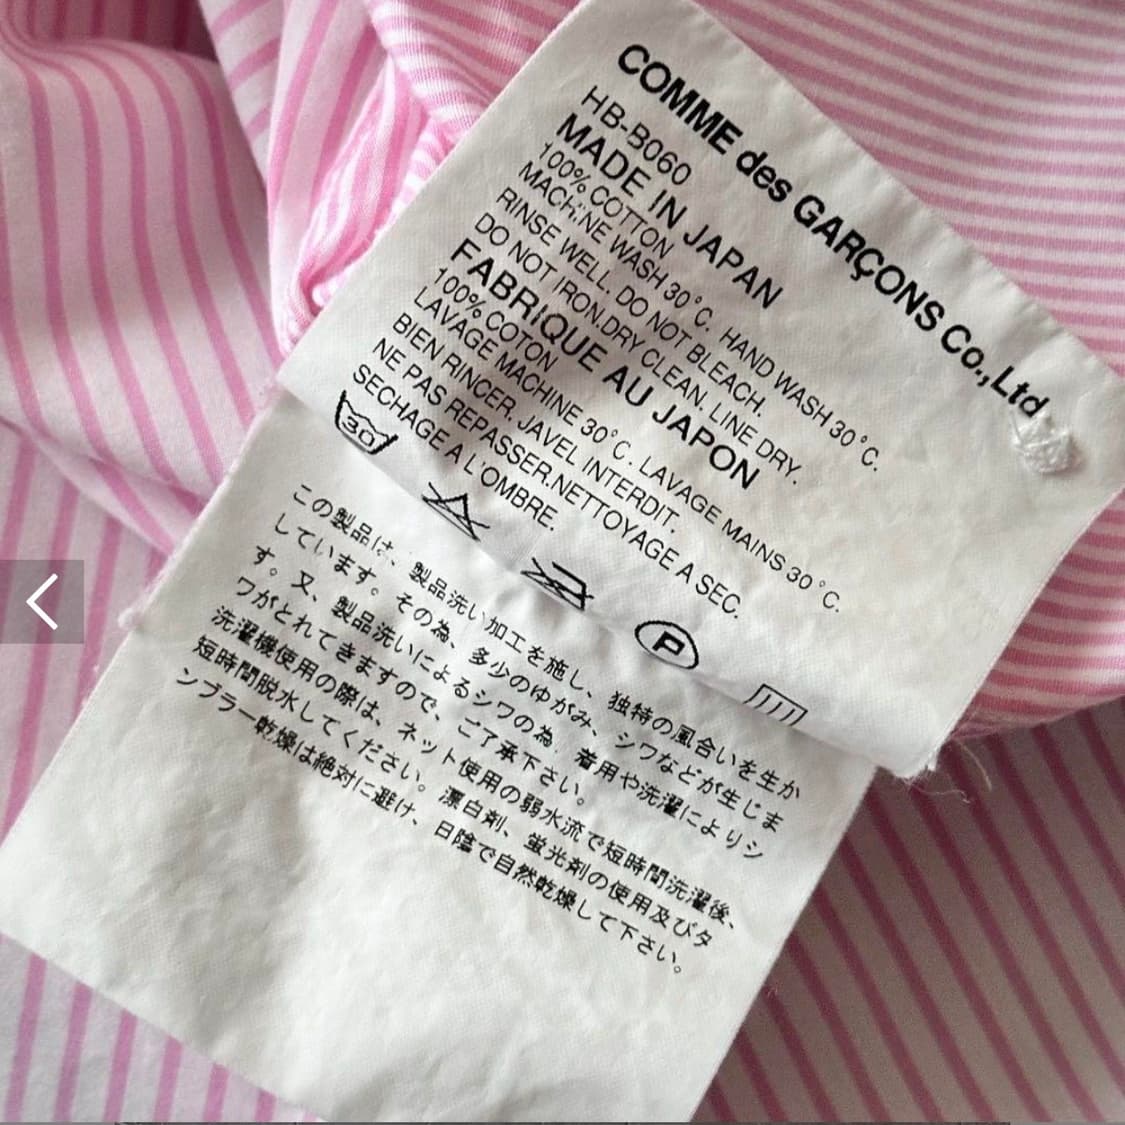 COMME des GARÇONS Co.,Ltd
HB-B060
MADE IN JAPAN
100% COTTON
MACHINE WASH 30°C. HAND WASH 30°C.
RINSE WELL. DO NOT BLEACH.
DO NOT IRON.DRY CLEAN. LINE DRY.
FABRIQUE AU JAPON
100% COTON
LAVAGE MACHINE 30°C. LAVAGE MAINS 30°C.
BIEN RINCER. JAVEL INTERDIT.
NE PAS REPASSER.NETTOYAGE A SEC.
SECHAGE A L'OMBRE.
30
P
この製品は、製品洗い加工を施し、独特の風合いを生か
しています。その為、多少のゆがみ、シワなどが生じま
す。又、製品洗いによるシワの為、着用や洗濯によりシ
ワがとれてきますので、ご了承下さい。
洗濯機使用の際は、ネット使用の弱水流で短時間洗濯後、
短時間脱水してください。漂白剤、蛍光剤の使用及びタ
ンブラー乾燥は絶対に避け、日陰で自然乾燥して下さい。